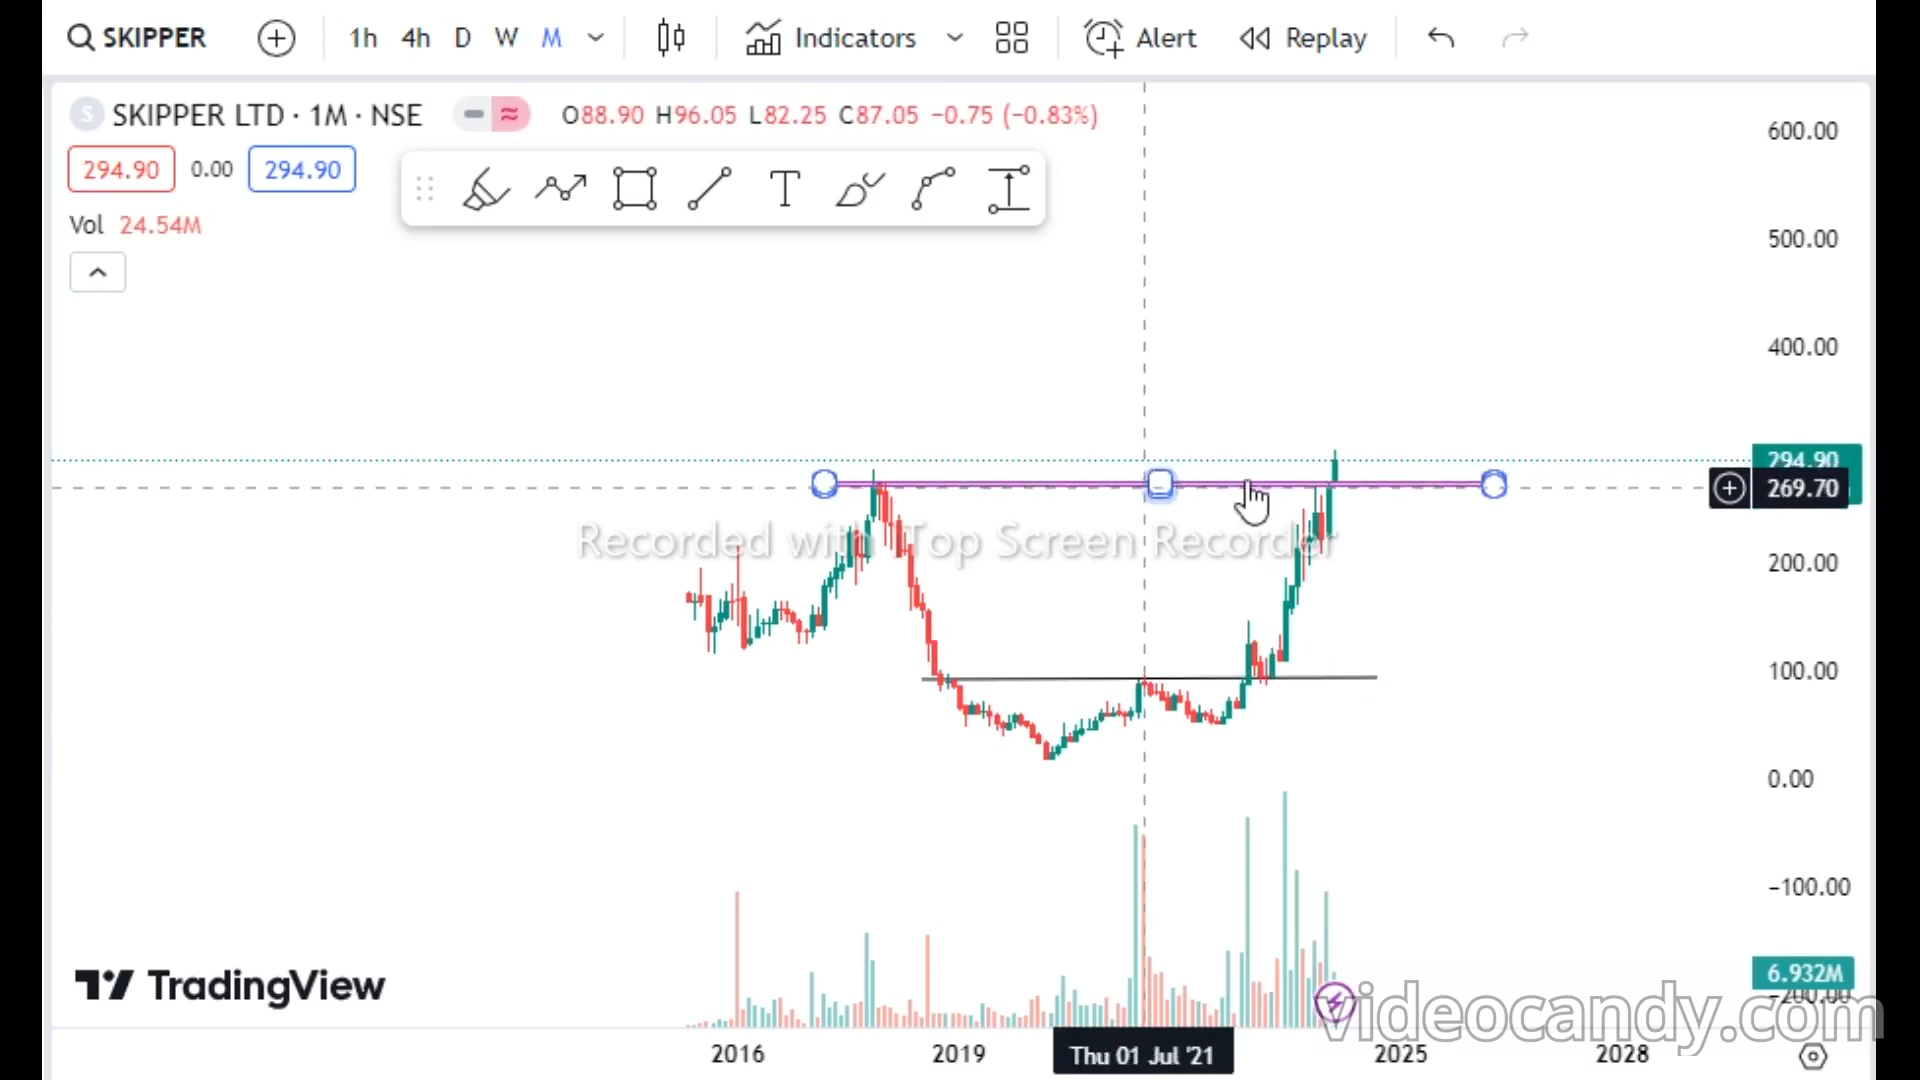 SKIPPER 1h 4h D W M Indicators Alert Replay
S SKIPPER LTD · 1M · NSE O88.90 H96.05 L82.25 C87.05 −0.75 (−0.83%)
294.90 0.00 294.90
T
Vol 24.54M
600.00
500.00
400.00
294.90
269.70
Recorded with iTop Screen Recorder
200.00
100.00
0.00
−100.00
6.932M
−200.00
TradingView
videocandy.com
2016 2019 Thu 01 Jul '21 2025 2028